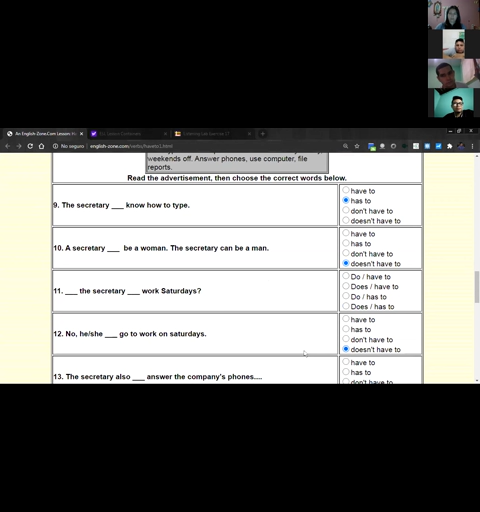 An English-Zone.Com Lesson: H
No seguro | english-zone.com/verbs/haveto1.html
weekends off. Answer phones, use computer, file
reports.
Read the advertisement, then choose the correct words below.
9. The secretary ___ know how to type.
have to
has to
don't have to
doesn't have to
10. A secretary ___ be a woman. The secretary can be a man.
have to
has to
don't have to
doesn't have to
11. ___ the secretary ___ work Saturdays?
Do / have to
Does / have to
Do / has to
Does / has to
12. No, he/she ___ go to work on saturdays.
have to
has to
don't have to
doesn't have to
13. The secretary also ___ answer the company's phones....
have to
has to
don't have to